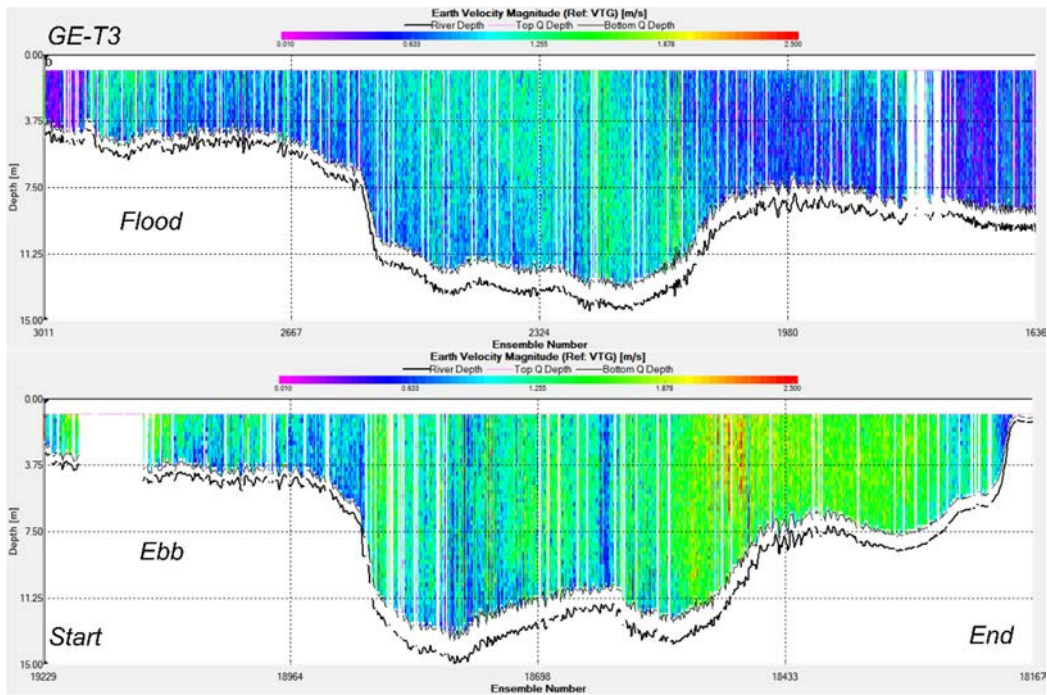 Earth Velocity Magnitude (Ref: VTG) [m/s]
GE-T3
River Depth Top Q Depth Bottom Q Depth
0.010 0.633 1.255 1.878 2.500
0.00
3.75
7.50
11.25
15.00
Depth [m]
Flood
3011 2667 2324 1980 1636
Ensemble Number
Earth Velocity Magnitude (Ref: VTG) [m/s]
River Depth Top Q Depth Bottom Q Depth
0.010 0.633 1.255 1.878 2.500
0.00
3.75
7.50
11.25
15.00
Depth [m]
Ebb
Start
End
19229 18964 18698 18433 18167
Ensemble Number